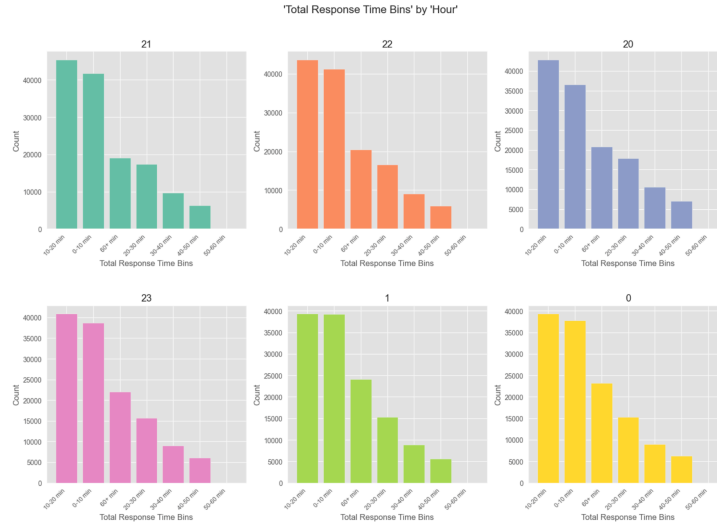 'Total Response Time Bins' by 'Hour'
21
22
20
Count
40000
30000
20000
10000
0
10-20 min
0-10 min
60+ min
20-30 min
30-40 min
40-50 min
50-60 min
Total Response Time Bins
Count
40000
30000
20000
10000
0
10-20 min
0-10 min
60+ min
20-30 min
30-40 min
40-50 min
50-60 min
Total Response Time Bins
Count
40000
35000
30000
25000
20000
15000
10000
5000
0
10-20 min
0-10 min
60+ min
20-30 min
30-40 min
40-50 min
50-60 min
Total Response Time Bins
23
1
0
Count
40000
35000
30000
25000
20000
15000
10000
5000
0
10-20 min
0-10 min
60+ min
20-30 min
30-40 min
40-50 min
50-60 min
Total Response Time Bins
Count
40000
35000
30000
25000
20000
15000
10000
5000
0
10-20 min
0-10 min
60+ min
20-30 min
30-40 min
40-50 min
50-60 min
Total Response Time Bins
Count
40000
35000
30000
25000
20000
15000
10000
5000
0
10-20 min
0-10 min
60+ min
20-30 min
30-40 min
40-50 min
50-60 min
Total Response Time Bins